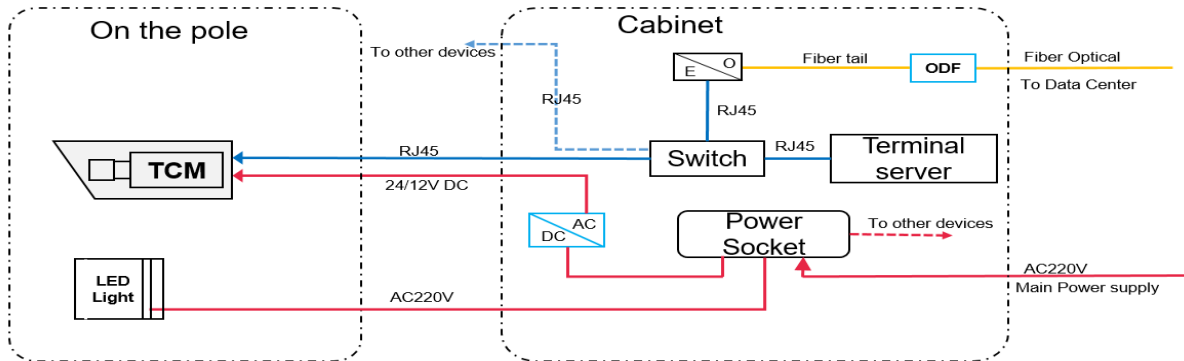 On the pole
Cabinet
To other devices
RJ45
E
O
Fiber tail
ODF
Fiber Optical
To Data Center
RJ45
TCM
RJ45
Switch
RJ45
Terminal
server
24/12V DC
DC
AC
Power
Socket
To other devices
LED
Light
AC220V
AC220V
Main Power supply